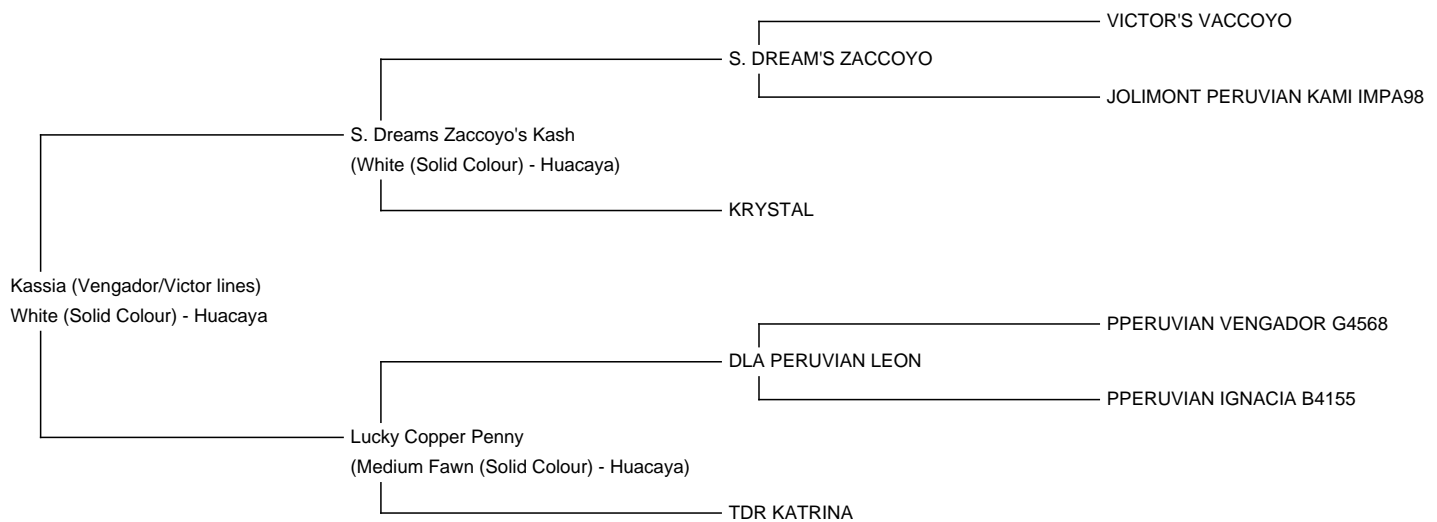 VICTOR'S VACCOYO
S. DREAM'S ZACCOYO
JOLIMONT PERUVIAN KAMI IMPA98
S. Dreams Zaccoyo's Kash
(White (Solid Colour) - Huacaya)
KRYSTAL
Kassia (Vengador/Victor lines)
White (Solid Colour) - Huacaya
PPERUVIAN VENGADOR G4568
DLA PERUVIAN LEON
PPERUVIAN IGNACIA B4155
Lucky Copper Penny
(Medium Fawn (Solid Colour) - Huacaya)
TDR KATRINA